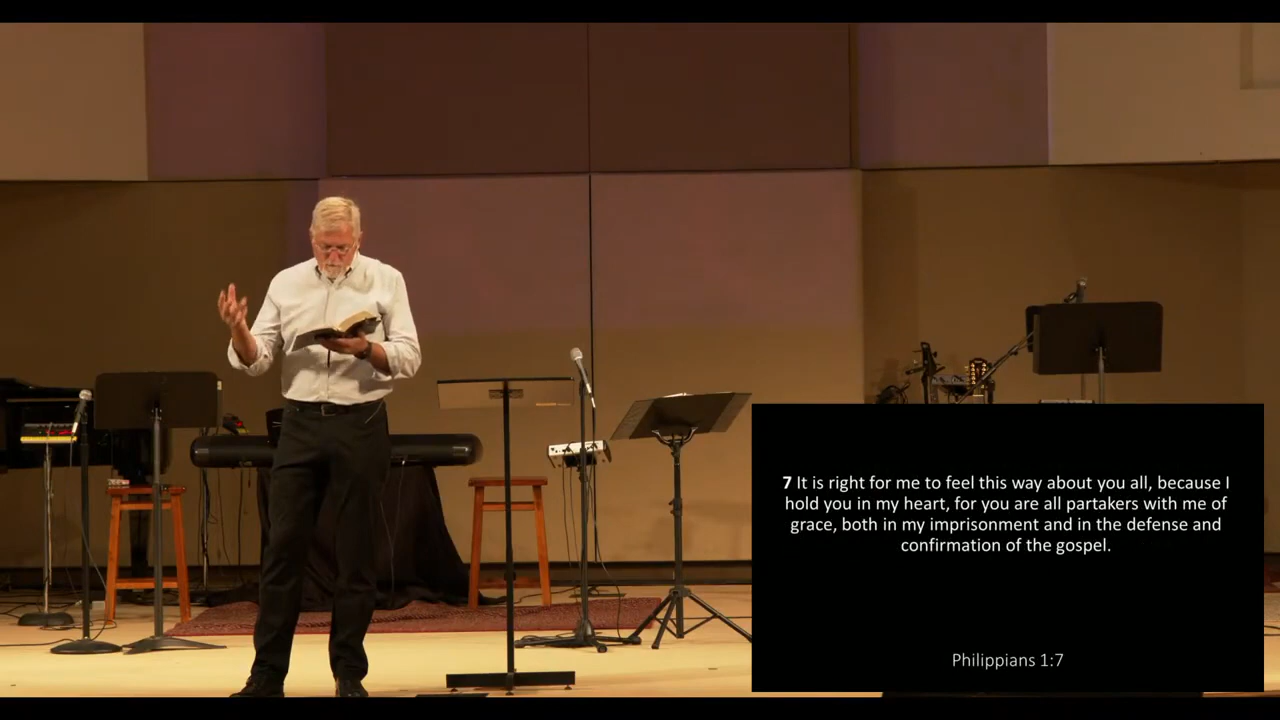 7 It is right for me to feel this way about you all, because I
hold you in my heart, for you are all partakers with me of
grace, both in my imprisonment and in the defense and
confirmation of the gospel.
Philippians 1:7